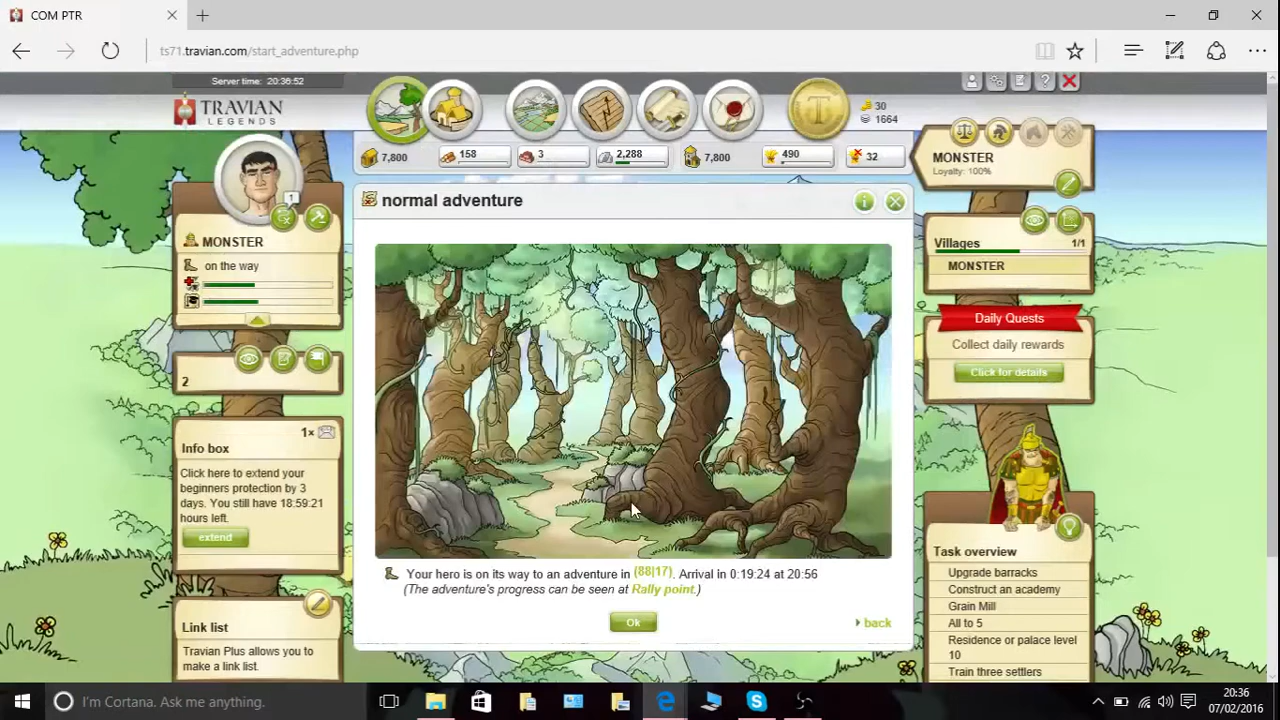 COM PTR
ts71.travian.com/start_adventure.php
Server time: 20:36:52
TRAVIAN
LEGENDS
T
30
1664
7,800
158
3
2,288
7,800
490
32
MONSTER
Loyalty: 100%
1
MONSTER
on the way
normal adventure
Villages 1/1
MONSTER
Daily Quests
Collect daily rewards
Click for details
2
Info box
1×
Click here to extend your
beginners protection by 3
days. You still have 18:59:21
hours left.
extend
Your hero is on its way to an adventure in (88|17). Arrival in 0:19:24 at 20:56
(The adventure's progress can be seen at Rally point.)
Ok
back
Task overview
Upgrade barracks
Construct an academy
Grain Mill
All to 5
Residence or palace level
10
Train three settlers
Link list
Travian Plus allows you to
make a link list.
I'm Cortana. Ask me anything.
20:36
07/02/2016